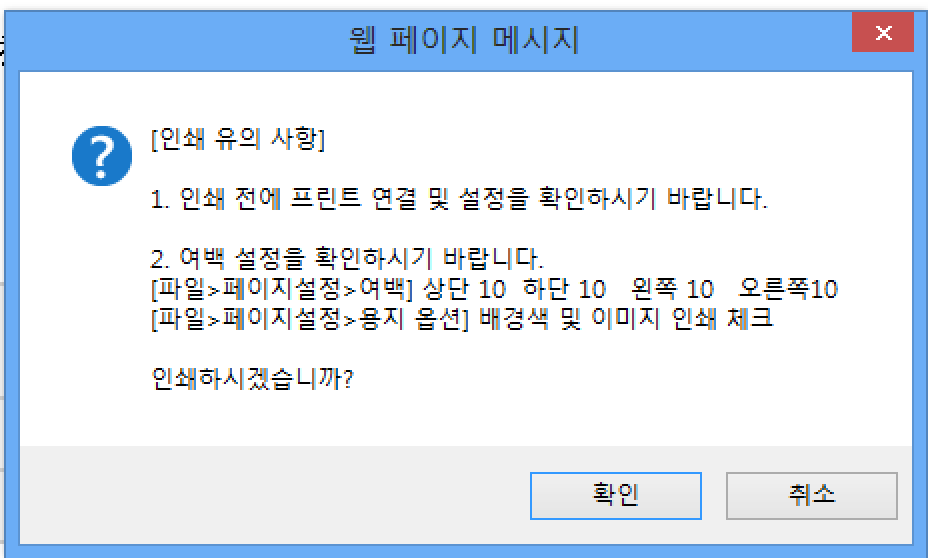 웹 페이지 메시지
[인쇄 유의 사항]
1. 인쇄 전에 프린트 연결 및 설정을 확인하시기 바랍니다.
2. 여백 설정을 확인하시기 바랍니다.
[파일>페이지설정>여백] 상단 10 하단 10 왼쪽 10 오른쪽10
[파일>페이지설정>용지 옵션] 배경색 및 이미지 인쇄 체크
인쇄하시겠습니까?
확인 취소